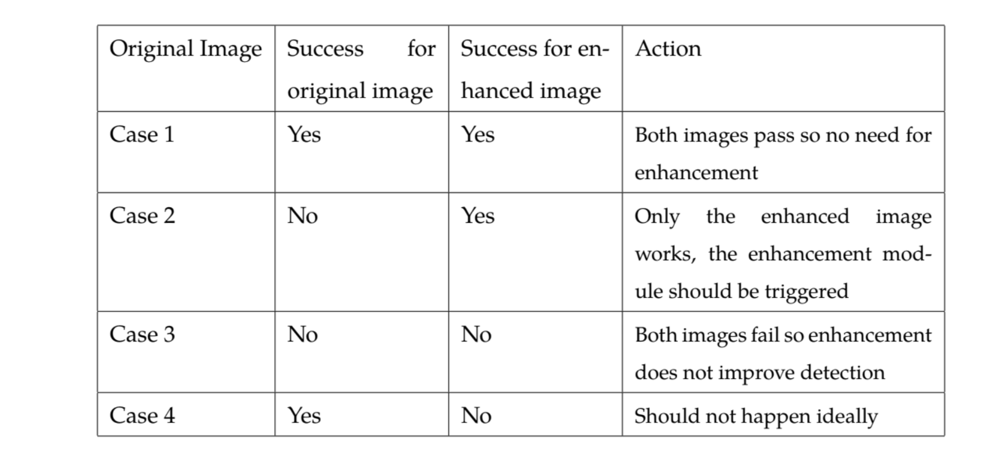 Original Image
Success for
original image
Success for en-
hanced image
Action
Case 1
Yes
Yes
Both images pass so no need for
enhancement
Case 2
No
Yes
Only the enhanced image
works, the enhancement mod-
ule should be triggered
Case 3
No
No
Both images fail so enhancement
does not improve detection
Case 4
Yes
No
Should not happen ideally